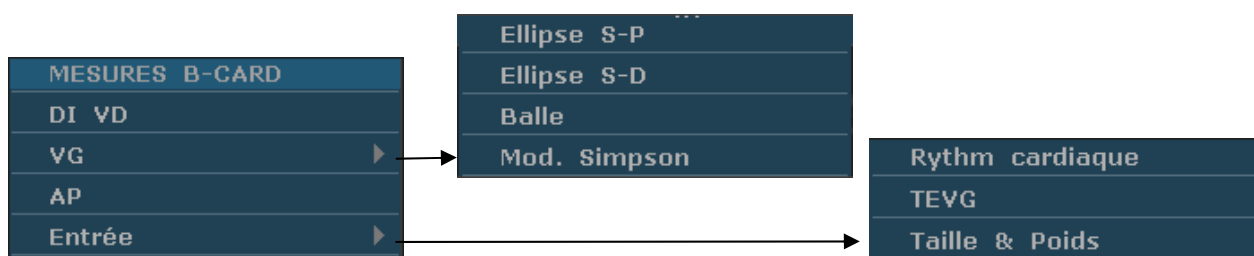 MESURES B-CARD
DI VD
VG
AP
Entrée
Ellipse S-P
Ellipse S-D
Balle
Mod. Simpson
Rythm cardiaque
TEVG
Taille & Poids